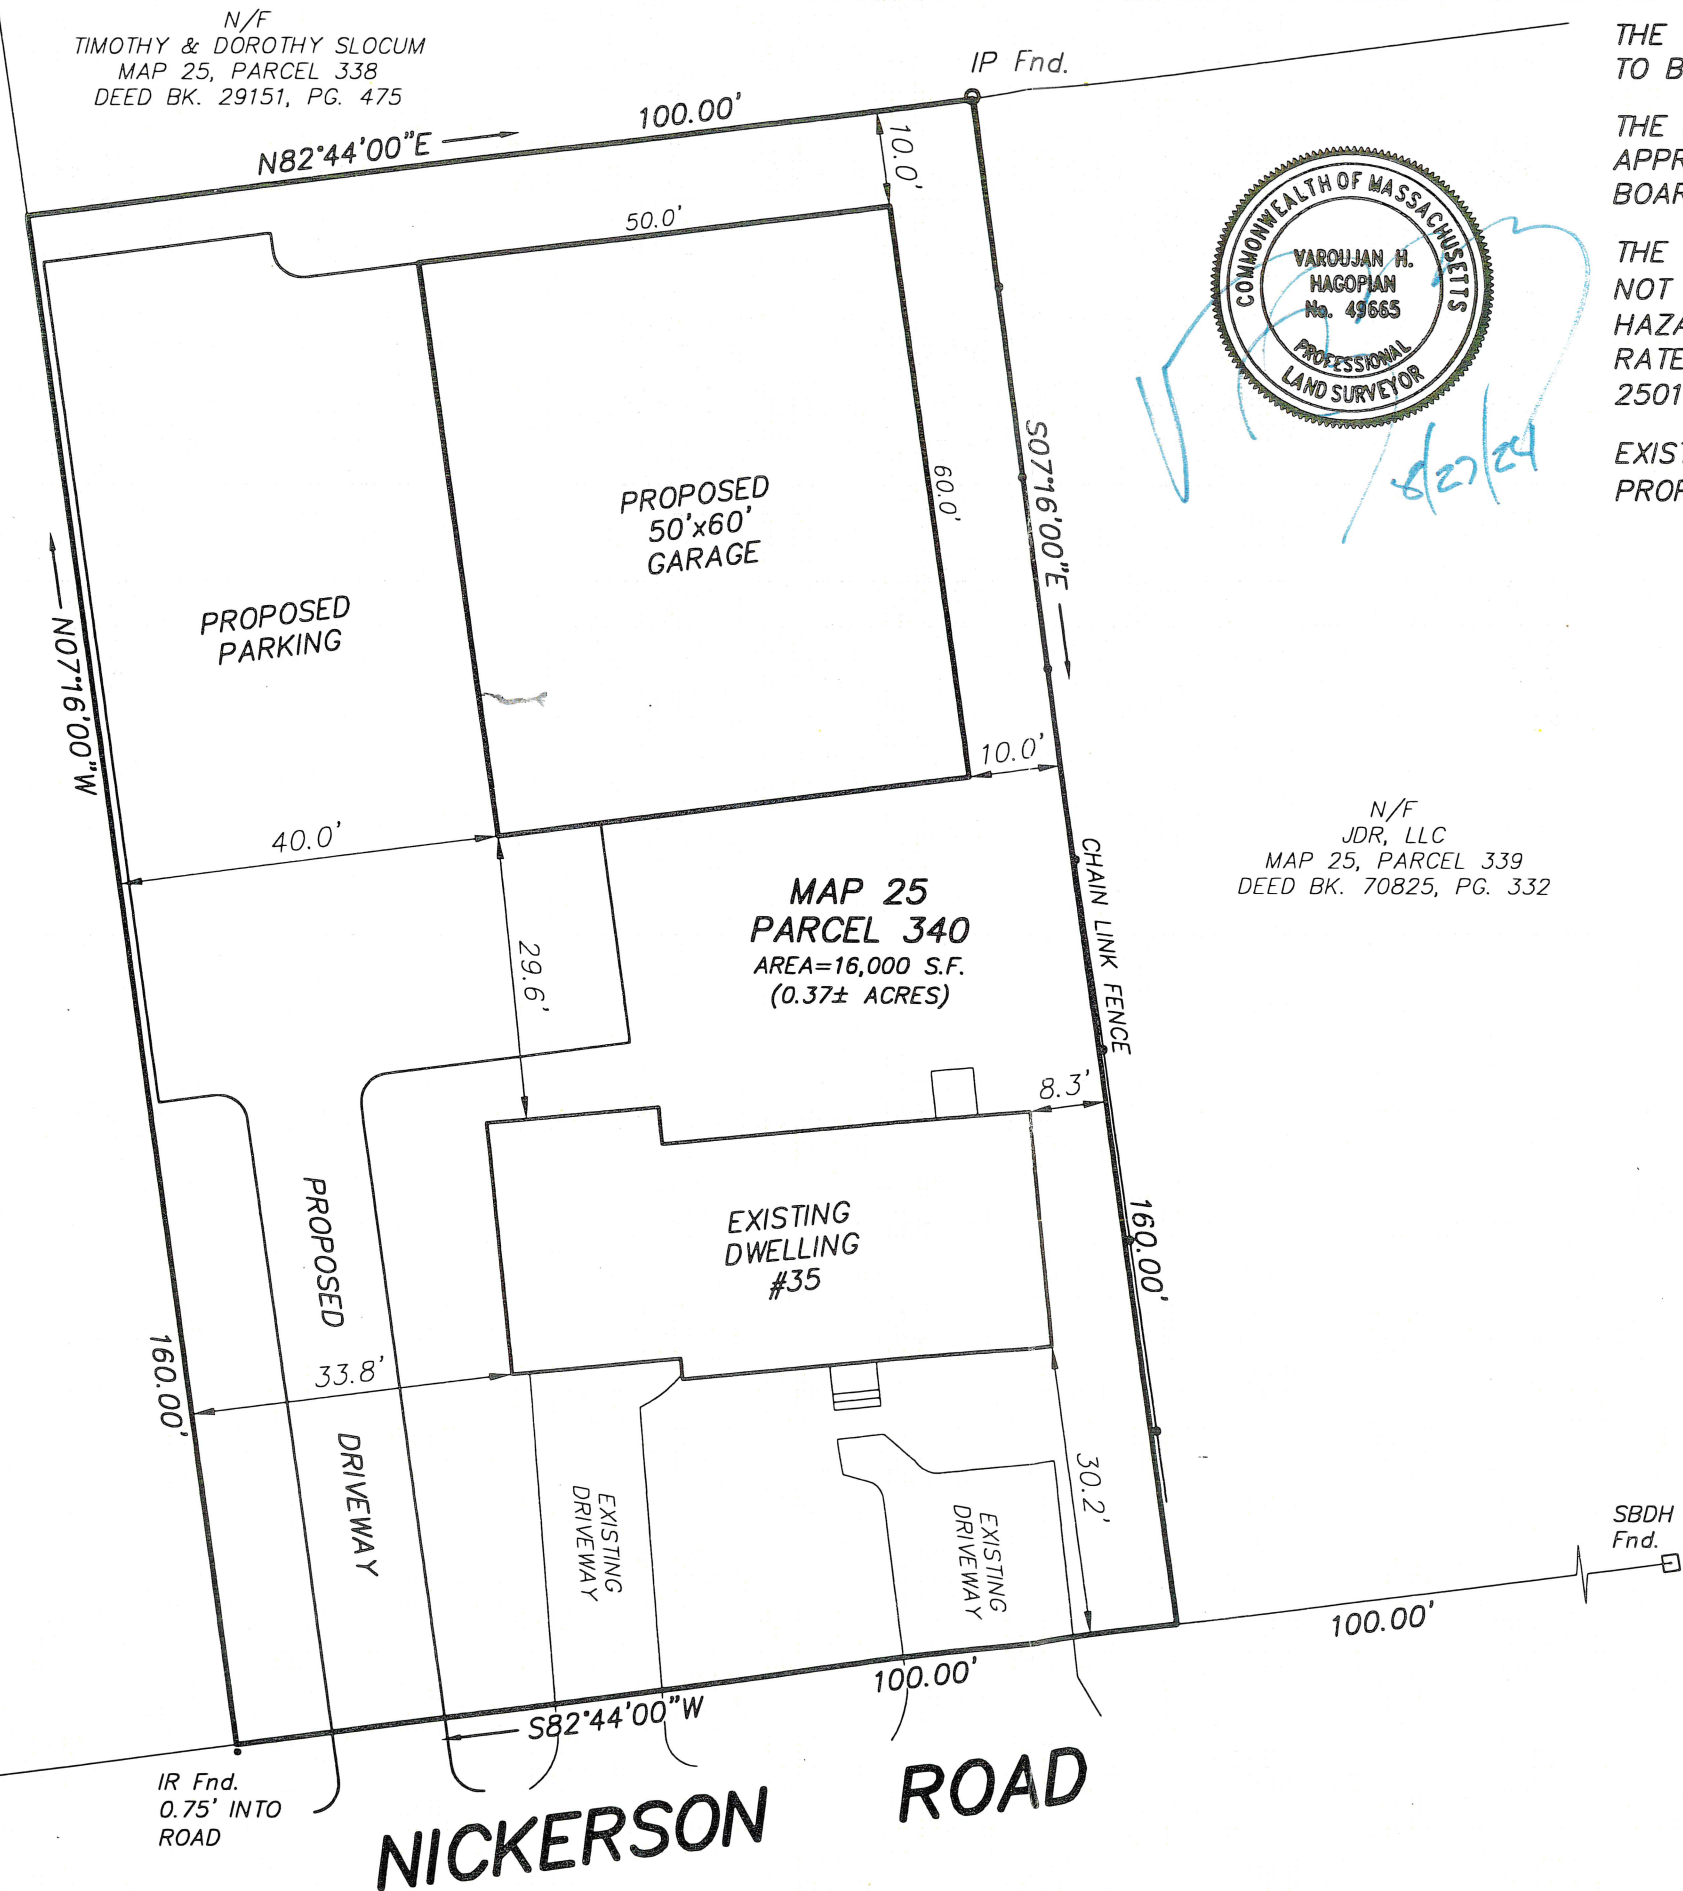 N/F
TIMOTHY & DOROTHY SLOCUM
MAP 25, PARCEL 338
DEED BK. 29151, PG. 475
IP Fnd.
N82°44'00"E
100.00'
10.0'
50.0'
THE
TO B
THE
APPR
BOAR
THE
NOT
HAZA
RATE
2501
EXIST
PROP
COMMONWEALTH OF MASSACHUSETTS
VAROUJAN H.
HAGOPIAN
No. 49665
PROFESSIONAL
LAND SURVEYOR
8/27/24
PROPOSED
50'x60'
GARAGE
60.0'
S07°16'00"E
PROPOSED
PARKING
N07°16'00"W
10.0'
40.0'
29.6'
MAP 25
PARCEL 340
AREA=16,000 S.F.
(0.37± ACRES)
CHAIN LINK FENCE
N/F
JDR, LLC
MAP 25, PARCEL 339
DEED BK. 70825, PG. 332
8.3'
EXISTING
DWELLING
#35
160.00'
PROPOSED
DRIVEWAY
33.8'
160.00'
EXISTING
DRIVEWAY
EXISTING
DRIVEWAY
30.2'
SBDH
Fnd.
100.00'
100.00'
S82°44'00"W
IR Fnd.
0.75' INTO
ROAD
NICKERSON ROAD